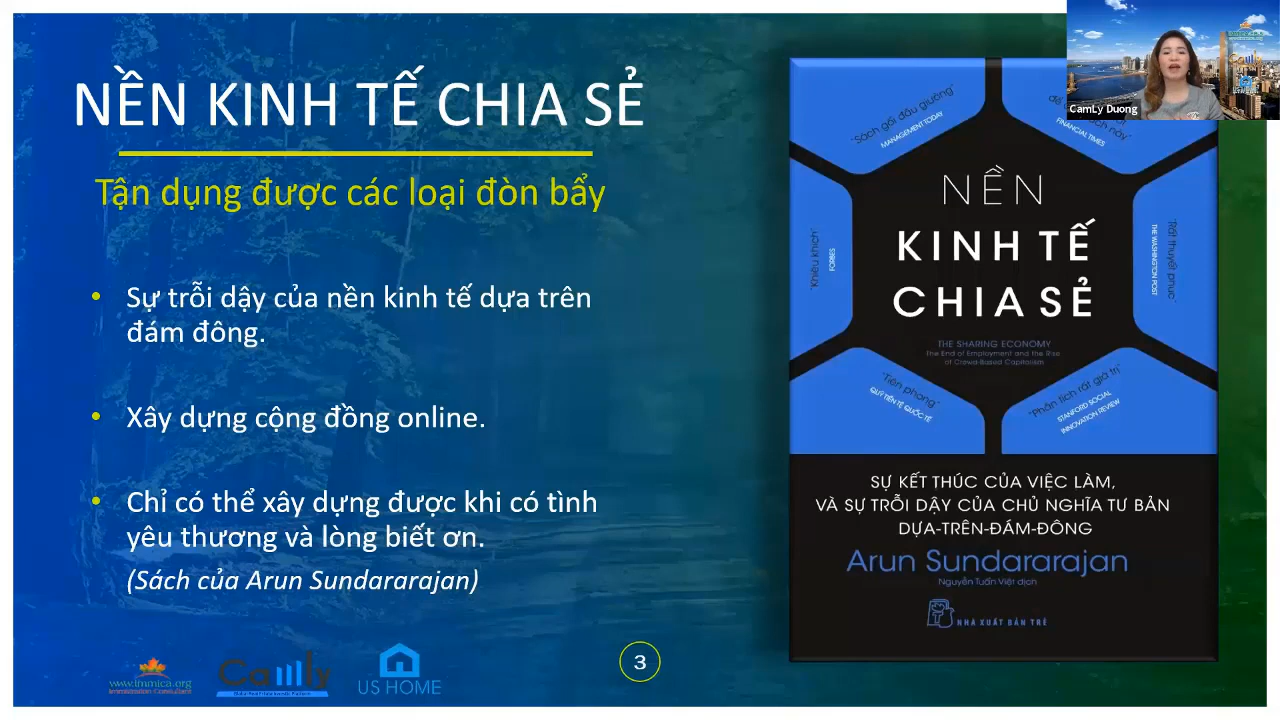 NỀN KINH TẾ CHIA SẺ
Tận dụng được các loại đòn bẩy
• Sự trỗi dậy của nền kinh tế dựa trên
đám đông.
• Xây dựng cộng đồng online.
• Chỉ có thể xây dựng được khi có tình
yêu thương và lòng biết ơn.
(Sách của Arun Sundararajan)
www.immica.org
Immigration Consultant
Camly
US HOME
3
"Sách gối đầu giường"
MANAGEMENT TODAY
FINANCIAL TIMES
"Khiêu khích"
FORBES
"Rất thuyết phục"
THE WASHINGTON POST
NỀN
KINH TẾ
CHIA SẺ
THE SHARING ECONOMY
The End of Employment and the Rise
of Crowd-Based Capitalism
"Tiên phong"
QUỸ TIỀN TỆ QUỐC TẾ
"Phân tích rất giá trị"
STANFORD SOCIAL
INNOVATION REVIEW
SỰ KẾT THÚC CỦA VIỆC LÀM,
VÀ SỰ TRỖI DẬY CỦA CHỦ NGHĨA TƯ BẢN
DỰA-TRÊN-ĐÁM-ĐÔNG
Arun Sundararajan
Nguyễn Tuấn Việt dịch
NHÀ XUẤT BẢN TRẺ
CamLy Duong